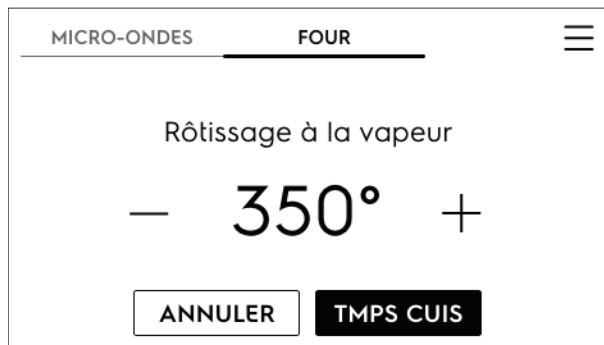 MICRO-ONDES FOUR
Rôtissage à la vapeur
— 350° +
ANNULER TMPS CUIS